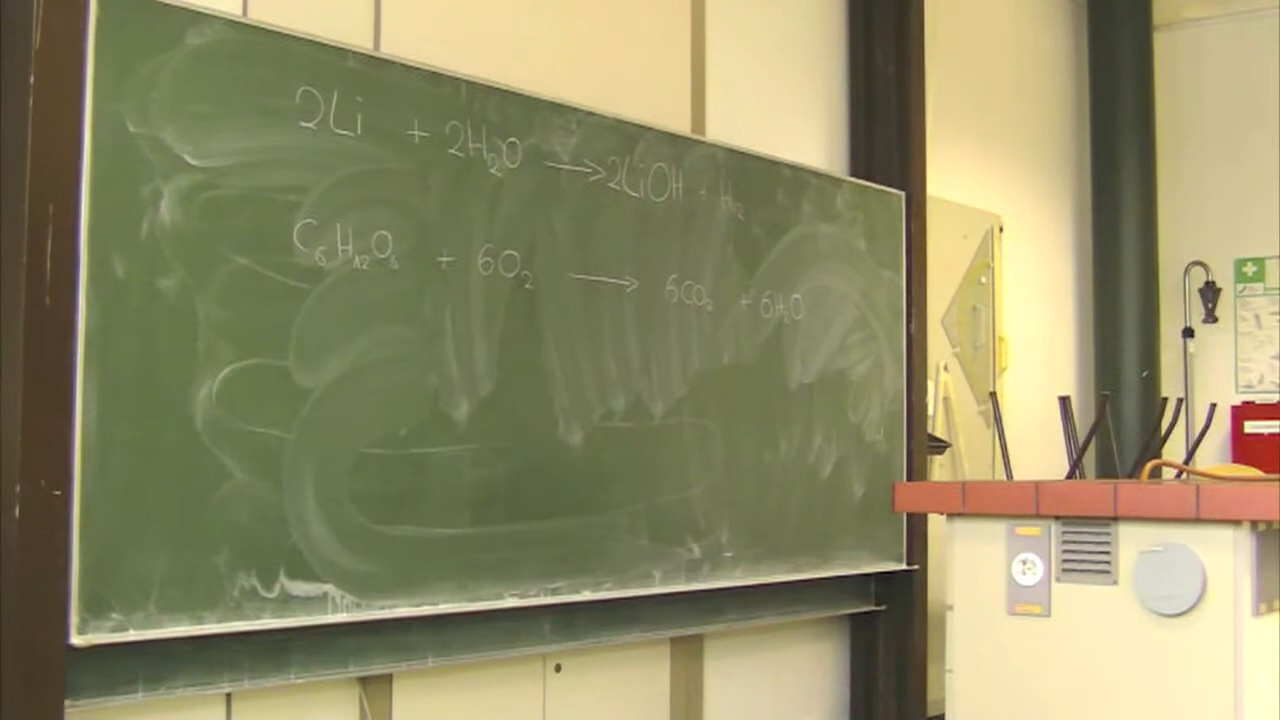 2Li + 2H₂O ⟶ 2LiOH + H₂
C₆H₁₂O₆ + 6O₂ ⟶ 6CO₂ + 6H₂O